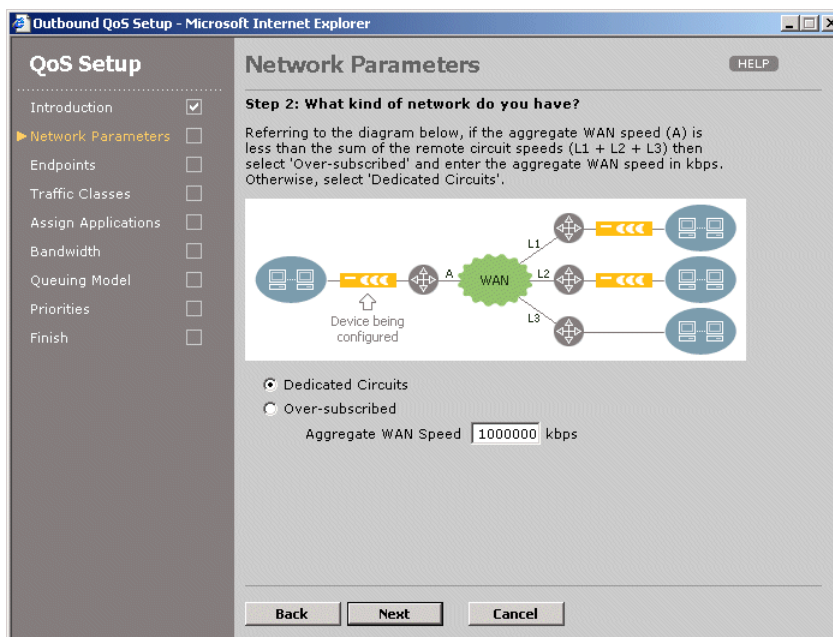 Outbound QoS Setup - Microsoft Internet Explorer
QoS Setup
Introduction
Network Parameters
Endpoints
Traffic Classes
Assign Applications
Bandwidth
Queuing Model
Priorities
Finish
Network Parameters
HELP
Step 2: What kind of network do you have?
Referring to the diagram below, if the aggregate WAN speed (A) is
less than the sum of the remote circuit speeds (L1 + L2 + L3) then
select 'Over-subscribed' and enter the aggregate WAN speed in kbps.
Otherwise, select 'Dedicated Circuits'.
L1
A
WAN
L2
L3
Device being
configured
Dedicated Circuits
Over-subscribed
Aggregate WAN Speed 1000000 kbps
Back Next Cancel